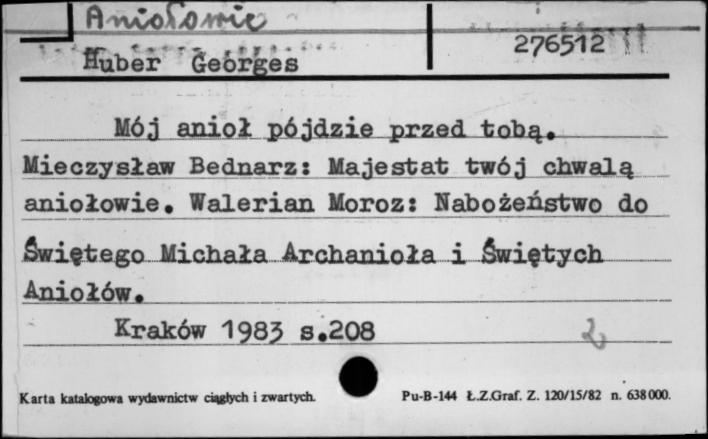 Aniołowie
276512
Huber Georges
Mój anioł pójdzie przed tobą.
Mieczysław Bednarz: Majestat twój chwalą
aniołowie. Walerian Moroz: Nabożeństwo do
Świętego Michała Archanioła i Świętych
Aniołów.
Kraków 1983 s.208
2
Karta katalogowa wydawnictw ciągłych i zwartych.
Pu-B-144 Ł.Z.Graf. Z. 120/15/82 n. 638000.